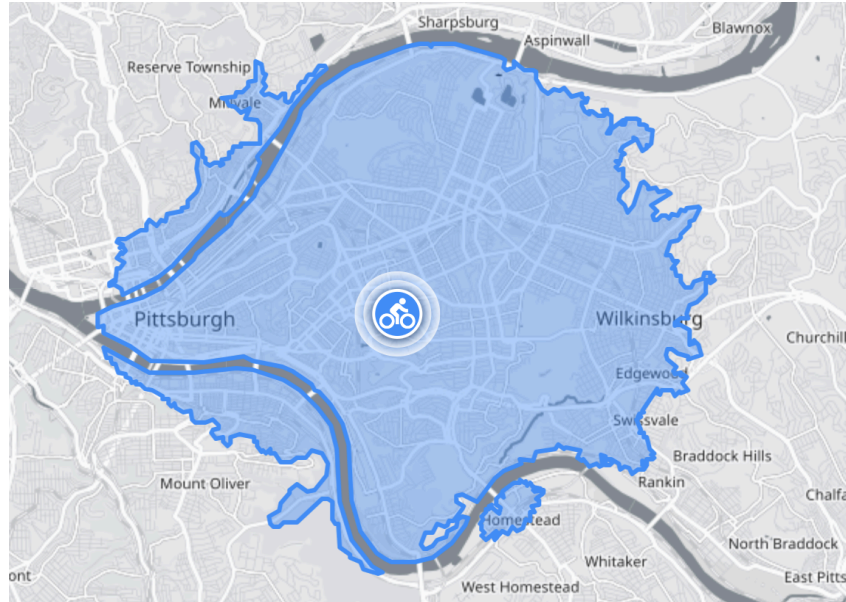 Sharpsburg
Blawnox
Aspinwall
Reserve Township
Millvale
Pittsburgh
Wilkinsburg
Churchill
Edgewood
Swissvale
Braddock Hills
Mount Oliver
Rankin
Chalfa
Homestead
North Braddock
Whitaker
ont
East Pitts
West Homestead